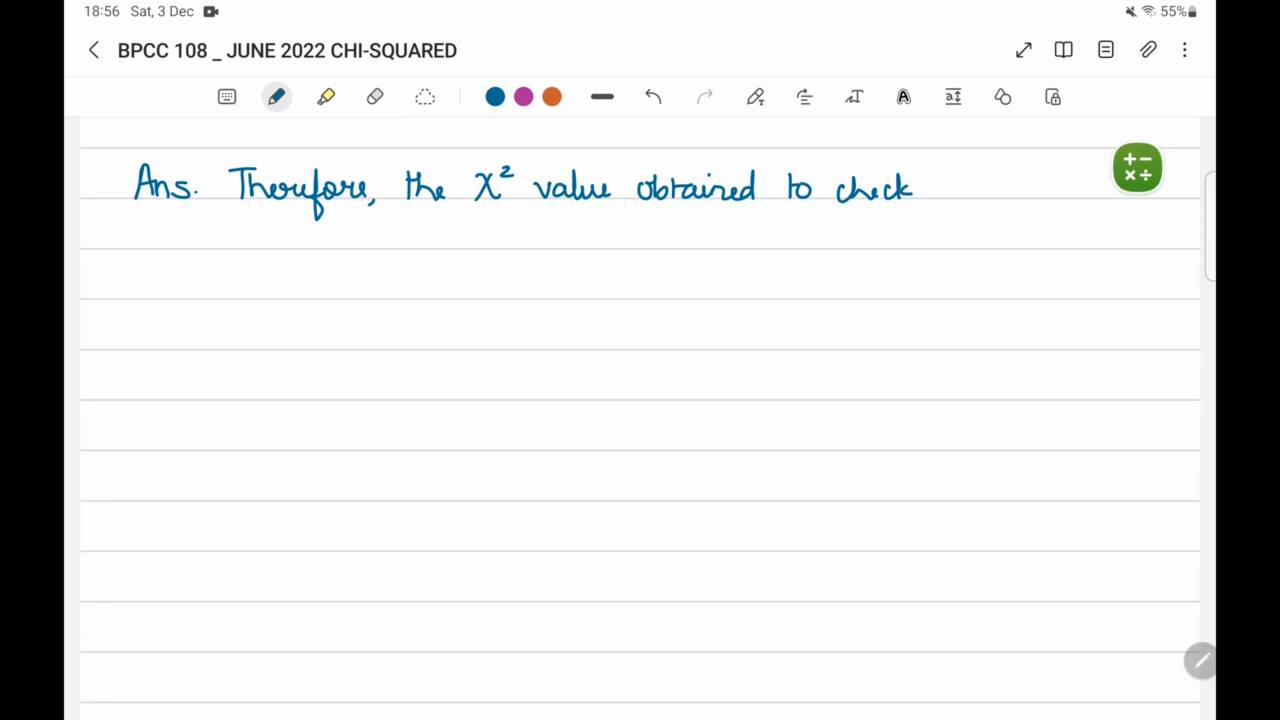 18:56 Sat, 3 Dec 55%
BPCC 108 _ JUNE 2022 CHI-SQUARED
Ans. Therefore, the χ² value obtained to check